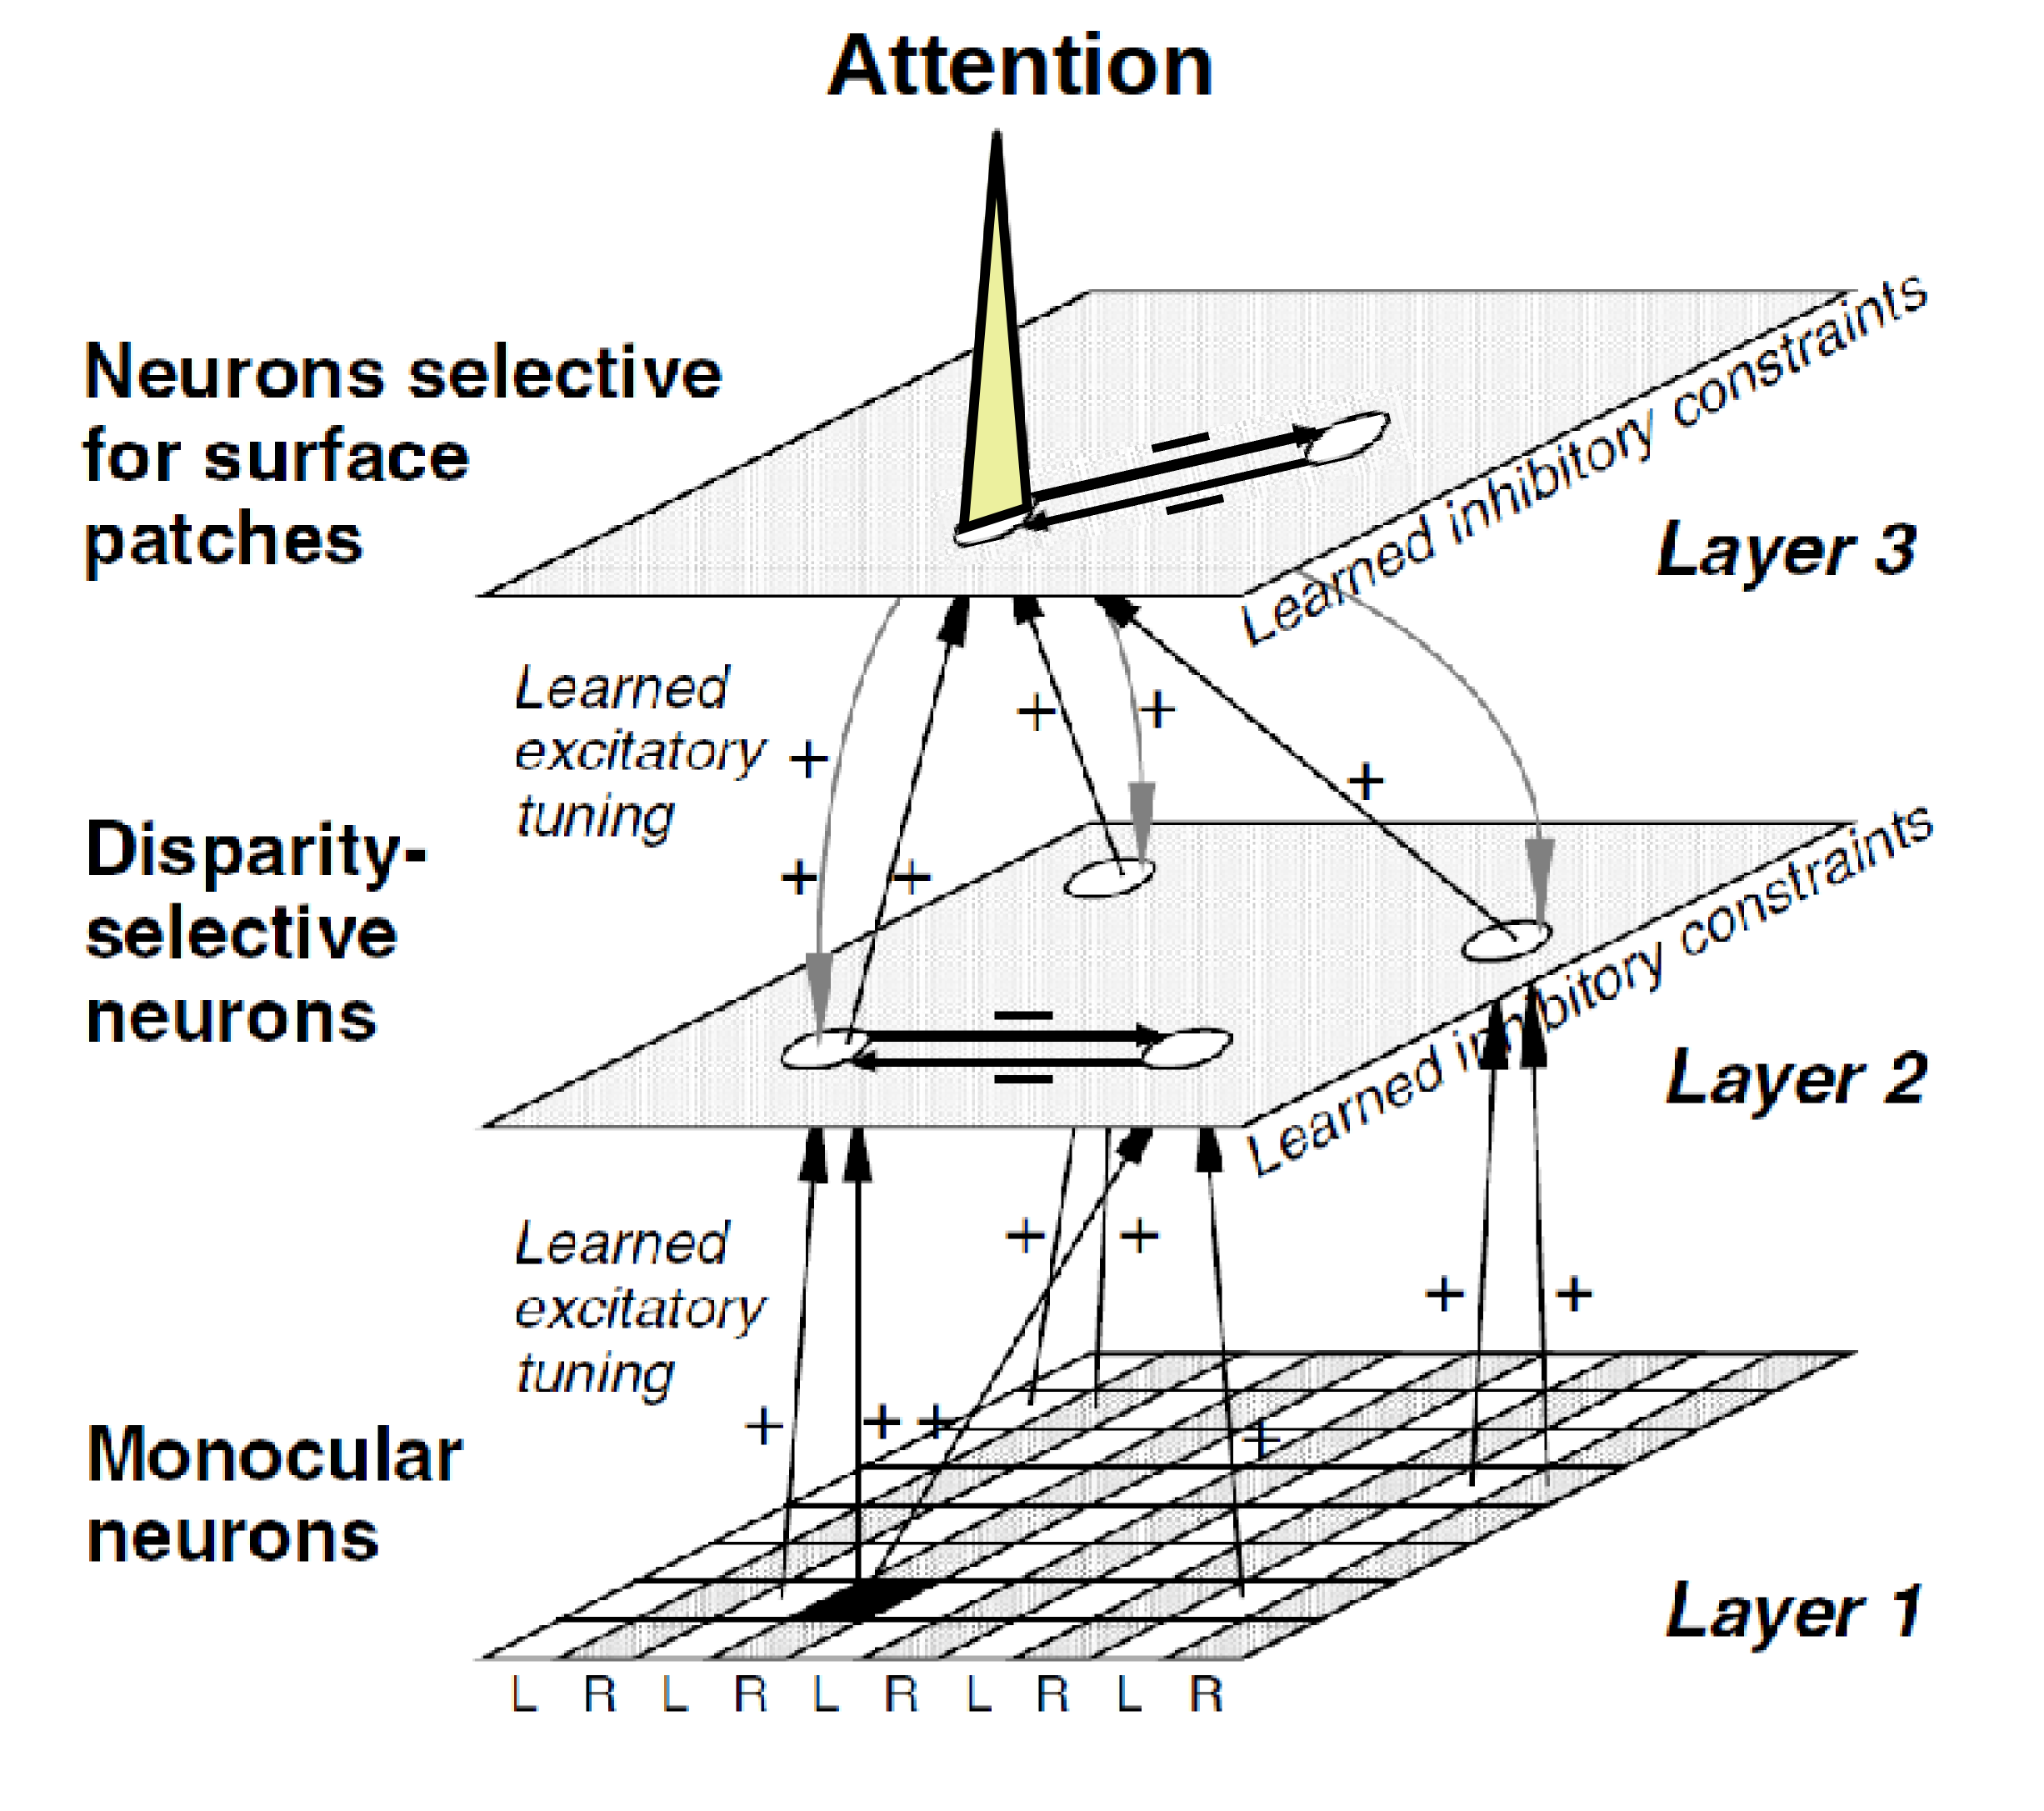 Attention
Neurons selective
for surface
patches
Learned inhibitory constraints
Layer 3
Learned
excitatory
tuning
+
+
+
+
+
+
Disparity-
selective
neurons
Learned inhibitory constraints
Layer 2
Learned
excitatory
tuning
+ +
+ +
+
+ +
+
Monocular
neurons
Layer 1
L R L R L R L R L R